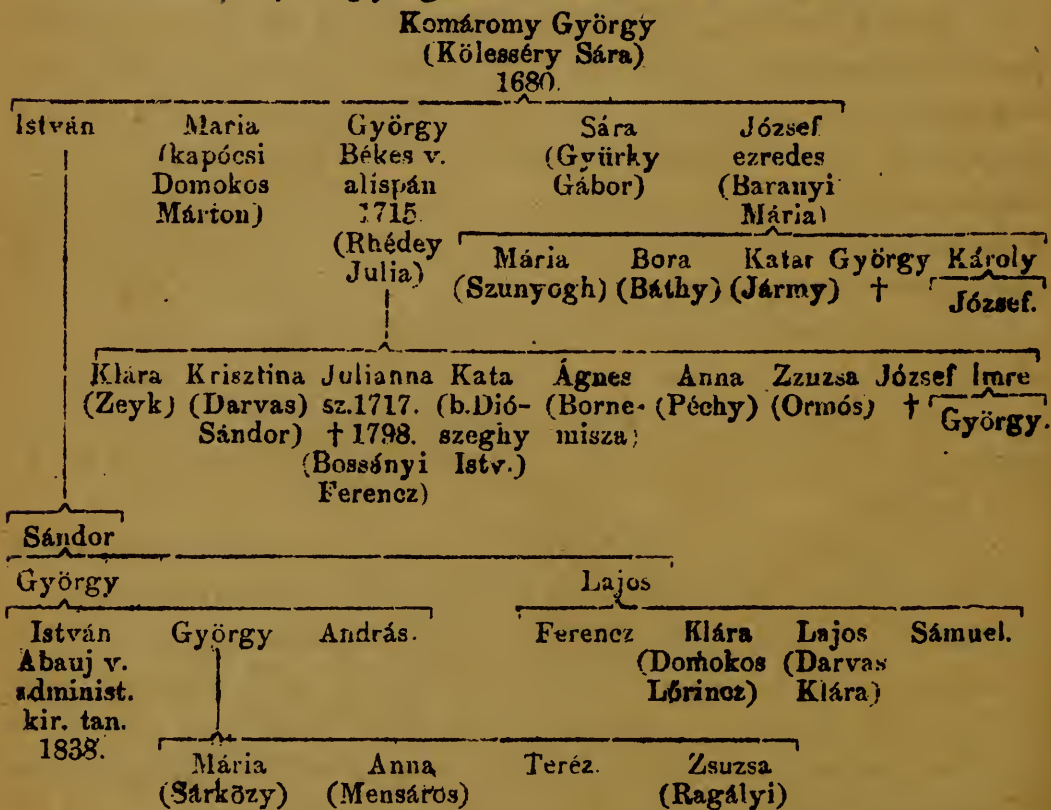 Komáromy György
(Kölesséry Sára)
1680.
István Maria György Sára József
(kapócsi Békes v. (Gyürky ezredes
Domokos alispán Gábor) (Baranyi
Márton) 1715. Mária)
(Rhédey
Julia)
Mária Bora Katar György Károly
(Szunyogh) (Báthy) (Jármy) † József.
Klára Krisztina Julianna Kata Ágnes Anna Zzuzsa József Imre
(Zeyk) (Darvas sz.1717. (b.Dió- (Borne- (Péchy) (Ormós) † György.
Sándor) † 1798. szeghy misza)
(Bossányi Istv.)
Ferencz)
Sándor
György Lajos
István György András. Ferencz Klára Lajos Sámuel.
Abauj v. (Domokos (Darvas
administ. Lőrincz) Klára)
kir. tan.
1838.
Mária Anna Teréz. Zsuzsa
(Sárközy) (Mensáros) (Ragályi)